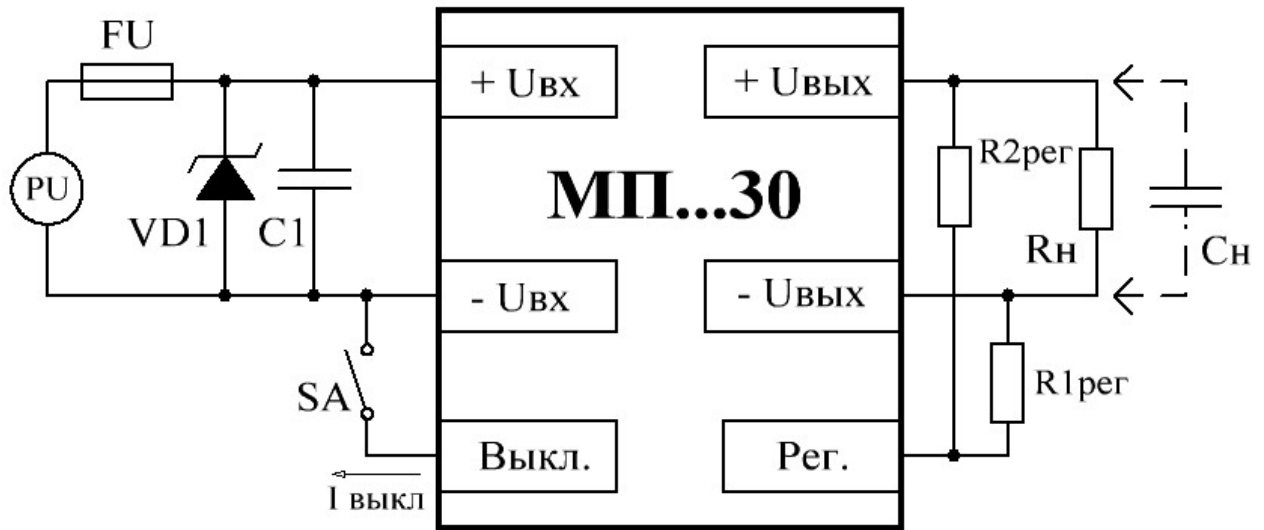 FU
+ Uвх
+ Uвых
PU
VD1
C1
МП...30
R2рег
Rн
Cн
- Uвх
- Uвых
SA
R1рег
Выкл.
Рег.
I выкл